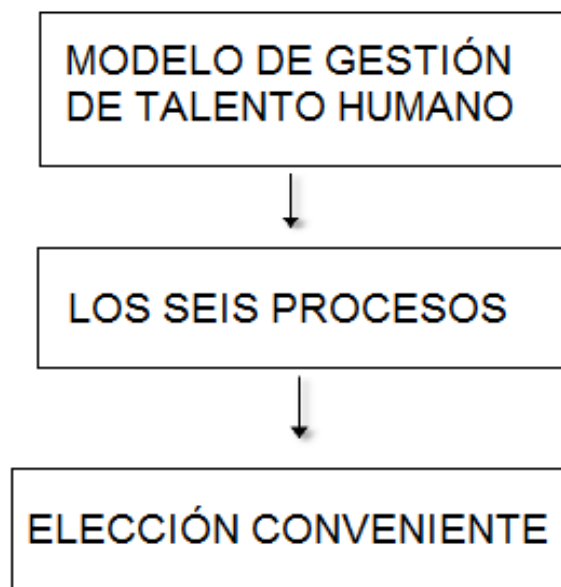 MODELO DE GESTIÓN
DE TALENTO HUMANO
LOS SEIS PROCESOS
ELECCIÓN CONVENIENTE